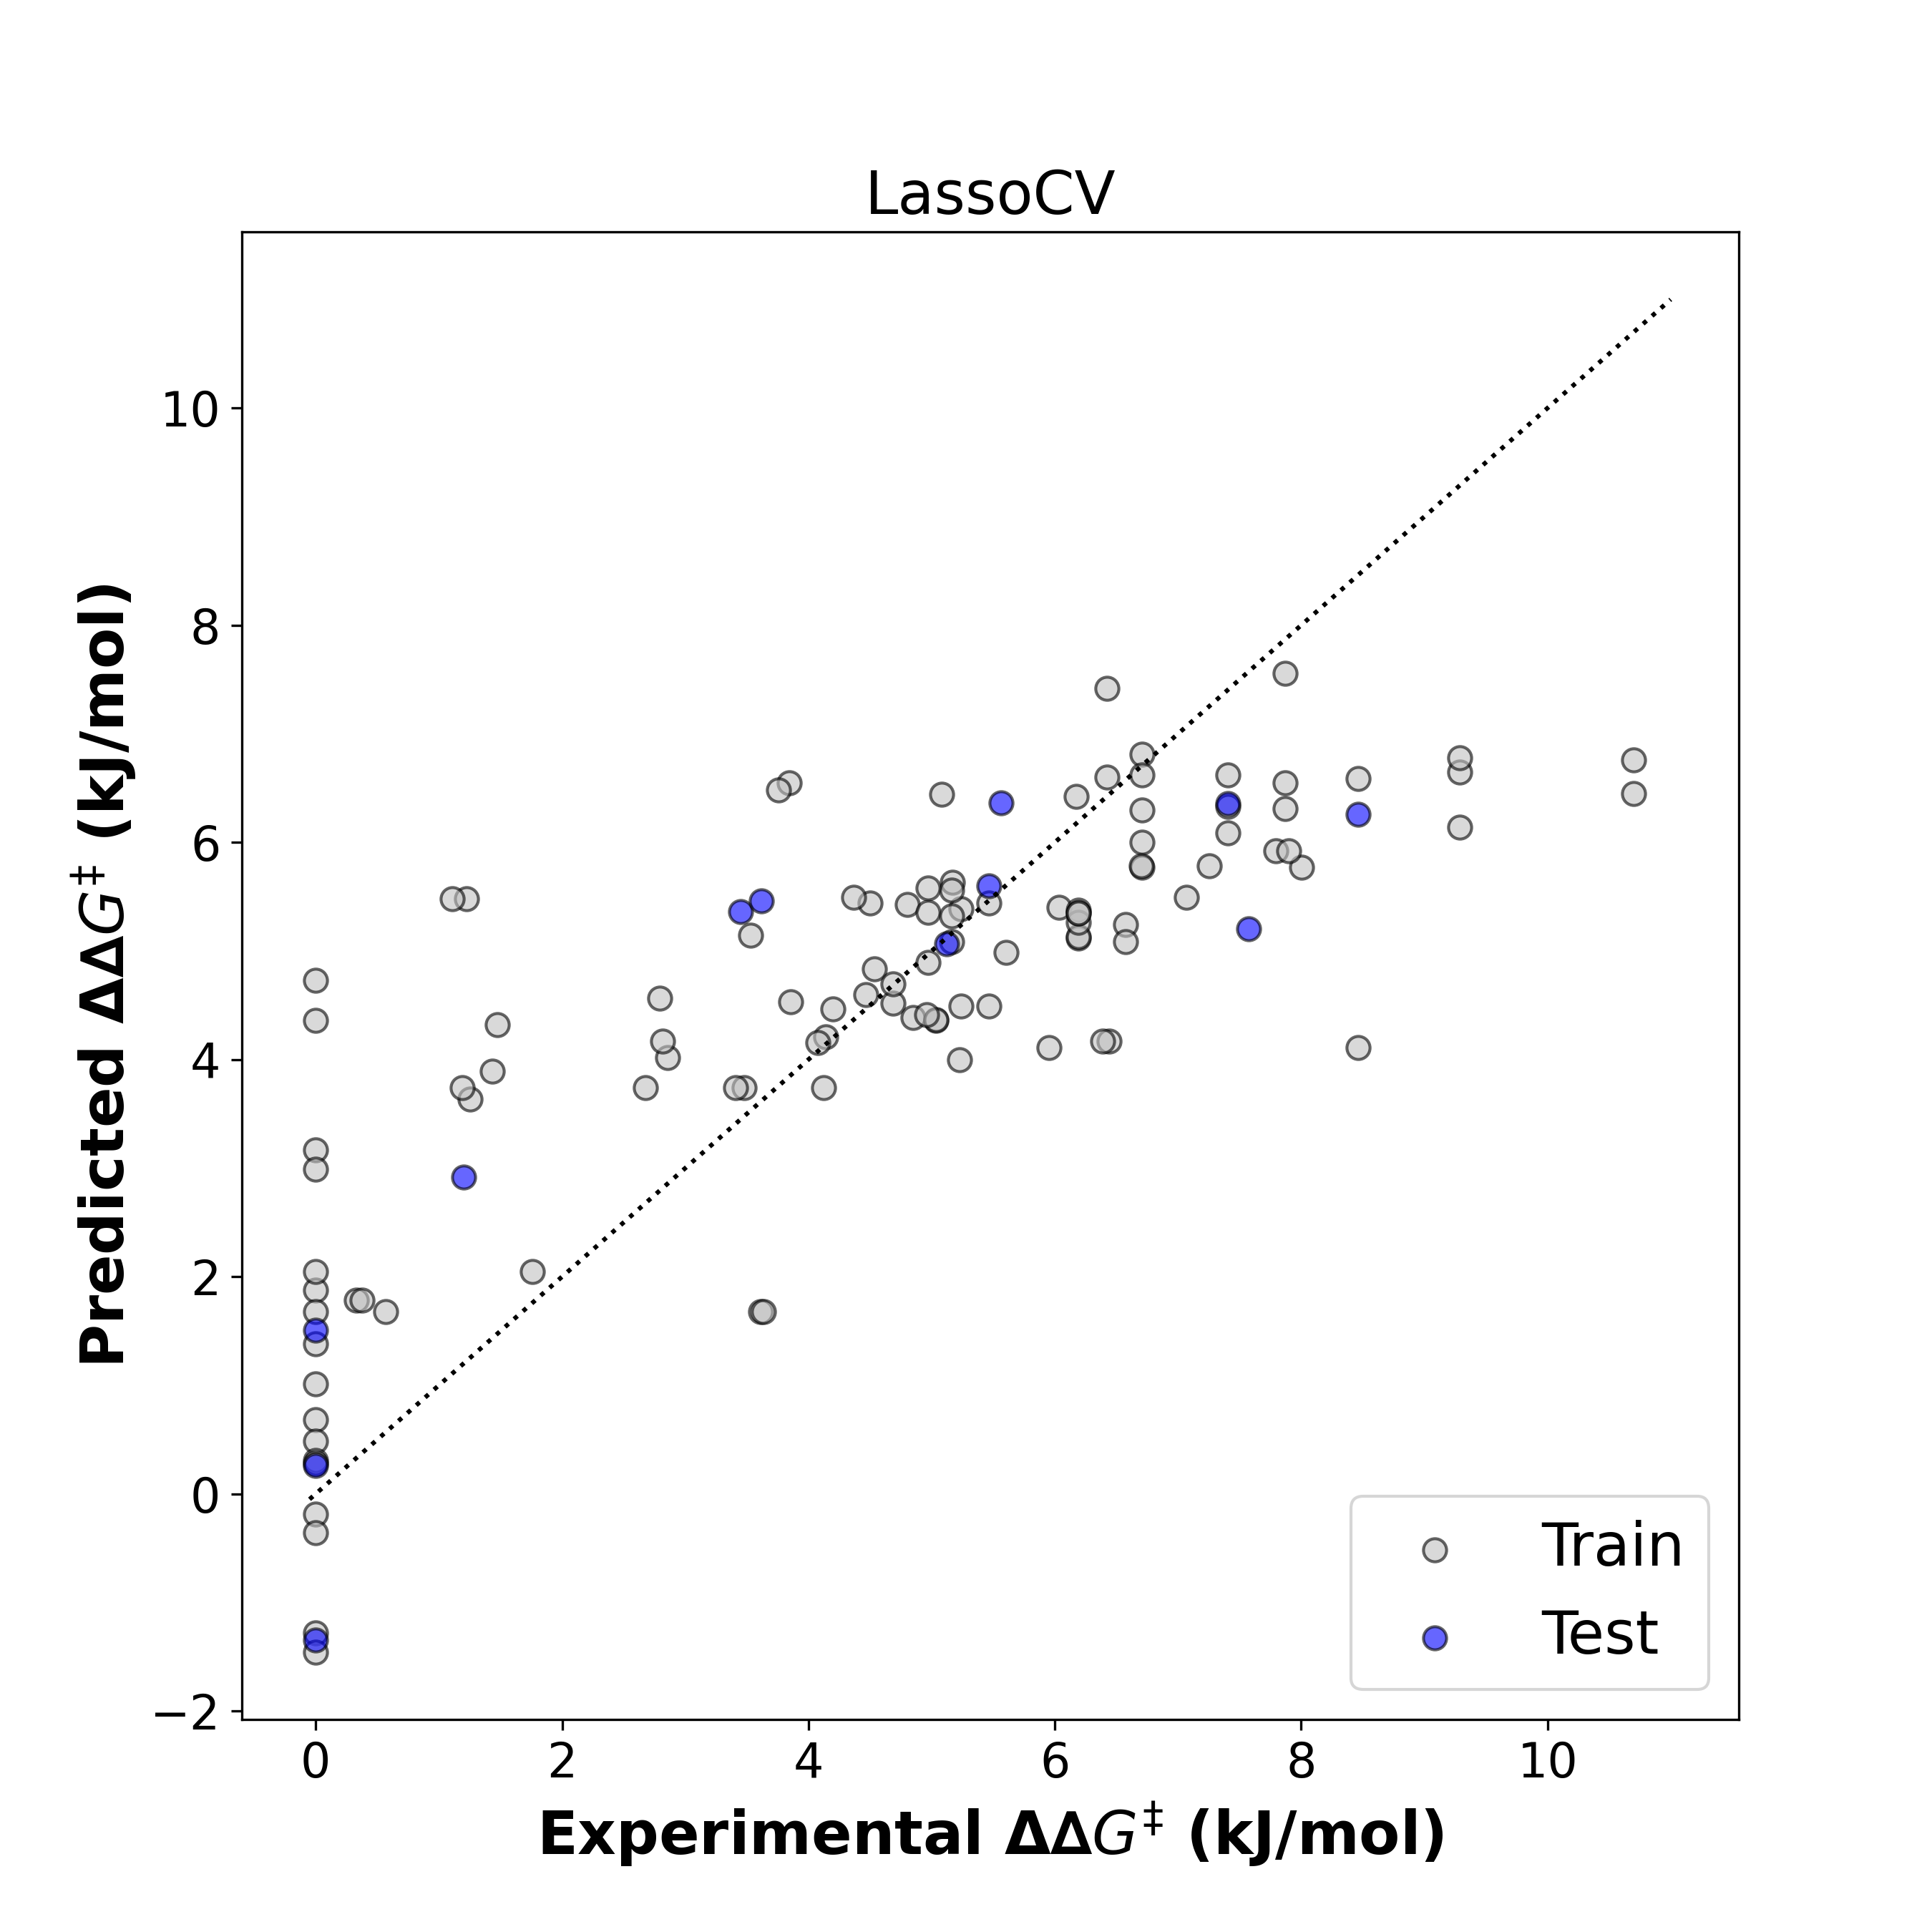 LassoCV
Predicted ΔΔG‡ (kJ/mol)
10
8
6
4
2
0
−2
0 2 4 6 8 10
Experimental ΔΔG‡ (kJ/mol)
Train
Test